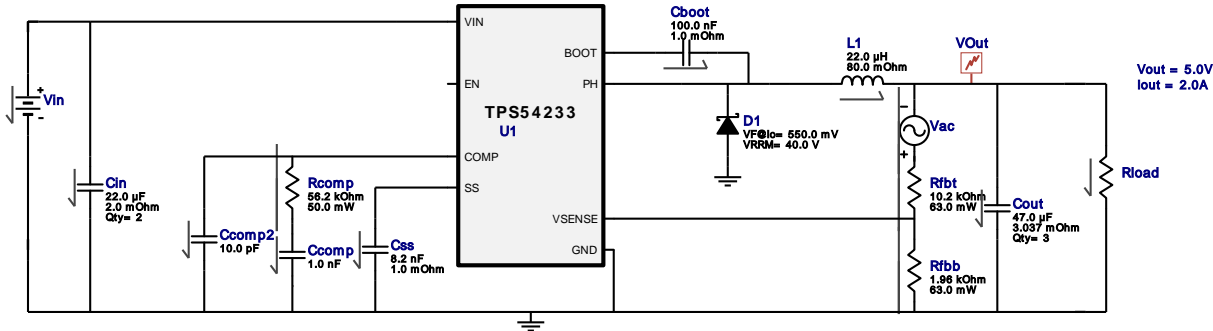 Cboot
100.0 nF
1.0 mOhm
VIN
BOOT
L1
22.0 µH
80.0 mOhm
VOut
Vout = 5.0V
Iout = 2.0A
EN
PH
+
Vin
-
TPS54233
U1
D1
VF@Io= 550.0 mV
VRRM= 40.0 V
-
Vac
+
COMP
SS
Cin
22.0 µF
2.0 mOhm
Qty= 2
Rcomp
56.2 kOhm
50.0 mW
Rfbt
10.2 kOhm
63.0 mW
Rload
Cout
47.0 µF
3.037 mOhm
Qty= 3
VSENSE
Ccomp2
10.0 pF
Ccomp
1.0 nF
Css
8.2 nF
1.0 mOhm
GND
Rfbb
1.96 kOhm
63.0 mW